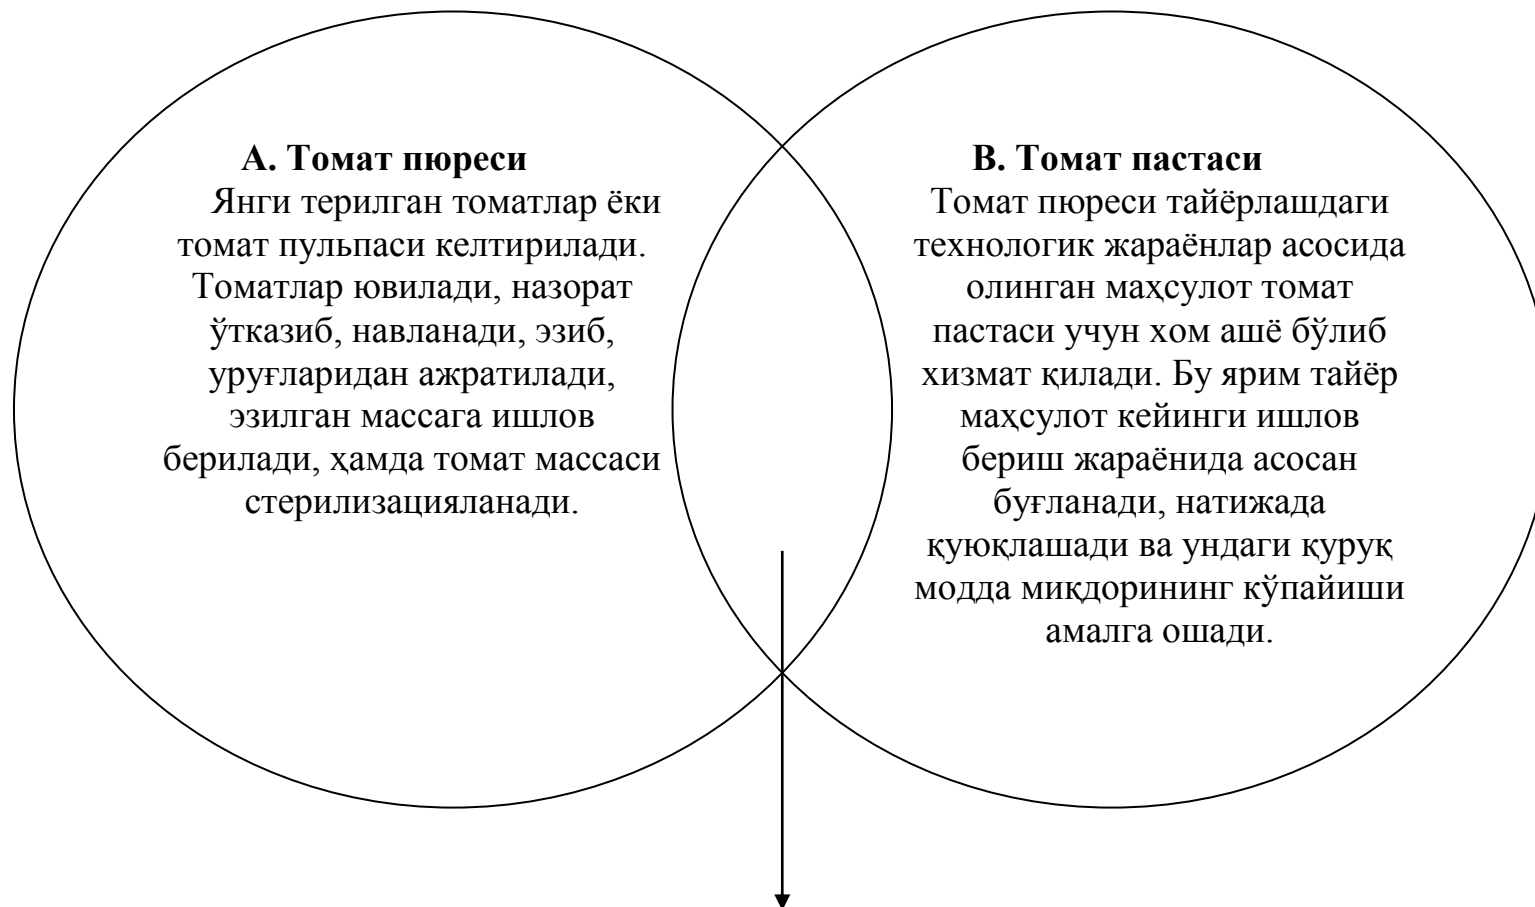 А. Томат пюреси
Янги терилган томатлар ёки
томат пульпаси келтирилади.
Томатлар ювилади, назорат
ўтказиб, навланади, эзиб,
уруғларидан ажратилади,
эзилган массага ишлов
берилади, ҳамда томат массаси
стерилизацияланади.
В. Томат пастаси
Томат пюреси тайёрлашдаги
технологик жараёнлар асосида
олинган маҳсулот томат
пастаси учун хом ашё бўлиб
хизмат қилади. Бу ярим тайёр
маҳсулот кейинги ишлов
бериш жараёнида асосан
буғланади, натижада
қуюқлашади ва ундаги қуруқ
модда миқдорининг кўпайиши
амалга ошади.